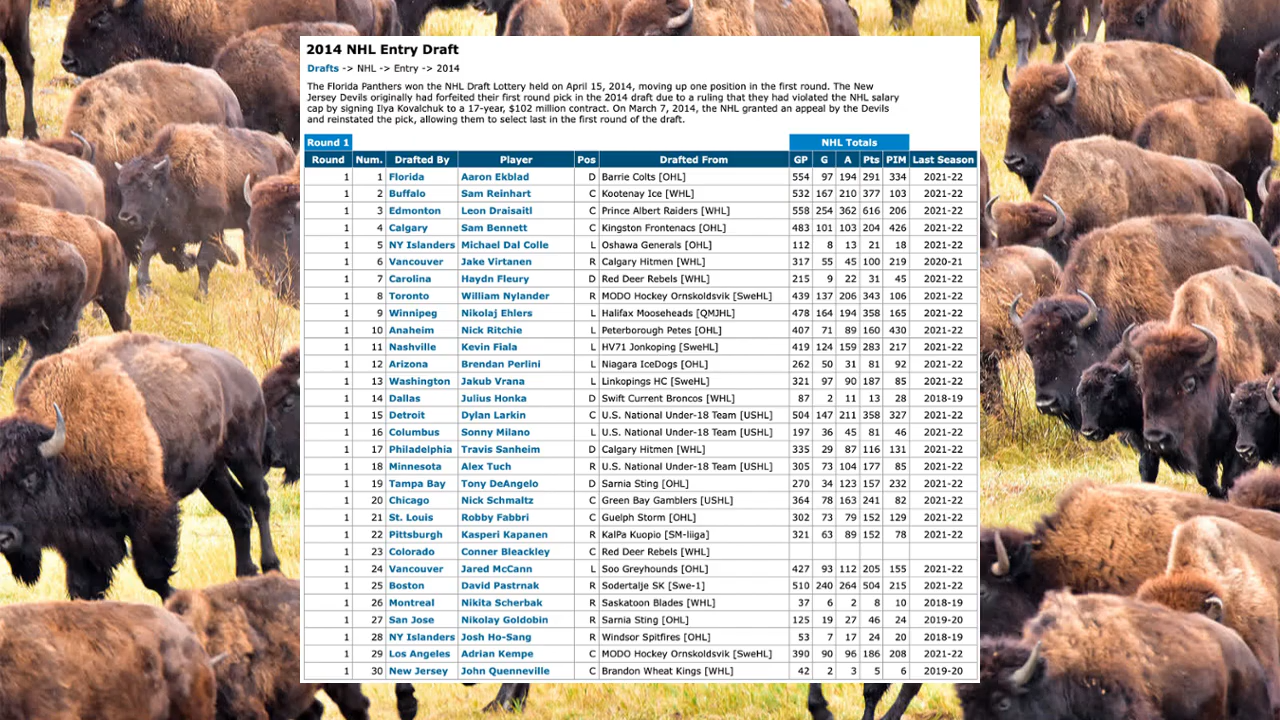 2014 NHL Entry Draft
Drafts -> NHL -> Entry -> 2014
The Florida Panthers won the NHL Draft Lottery held on April 15, 2014, moving up one position in the first round. The New
Jersey Devils originally had forfeited their first round pick in the 2014 draft due to a ruling that they had violated the NHL salary
cap by signing Ilya Kovalchuk to a 17-year, $102 million contract. On March 7, 2014, the NHL granted an appeal by the Devils
and reinstated the pick, allowing them to select last in the first round of the draft.
Round 1 NHL Totals
Round Num. Drafted By Player Pos Drafted From GP G A Pts PIM Last Season
1 1 Florida Aaron Ekblad D Barrie Colts [OHL] 554 97 194 291 334 2021-22
1 2 Buffalo Sam Reinhart C Kootenay Ice [WHL] 532 167 210 377 103 2021-22
1 3 Edmonton Leon Draisaitl C Prince Albert Raiders [WHL] 558 254 362 616 206 2021-22
1 4 Calgary Sam Bennett C Kingston Frontenacs [OHL] 483 101 103 204 426 2021-22
1 5 NY Islanders Michael Dal Colle L Oshawa Generals [OHL] 112 8 13 21 18 2021-22
1 6 Vancouver Jake Virtanen R Calgary Hitmen [WHL] 317 55 45 100 219 2020-21
1 7 Carolina Haydn Fleury D Red Deer Rebels [WHL] 215 9 22 31 45 2021-22
1 8 Toronto William Nylander R MODO Hockey Ornskoldsvik [SweHL] 439 137 206 343 106 2021-22
1 9 Winnipeg Nikolaj Ehlers L Halifax Mooseheads [QMJHL] 478 164 194 358 165 2021-22
1 10 Anaheim Nick Ritchie L Peterborough Petes [OHL] 407 71 89 160 430 2021-22
1 11 Nashville Kevin Fiala L HV71 Jonkoping [SweHL] 419 124 159 283 217 2021-22
1 12 Arizona Brendan Perlini L Niagara IceDogs [OHL] 262 50 31 81 92 2021-22
1 13 Washington Jakub Vrana L Linkopings HC [SweHL] 321 97 90 187 85 2021-22
1 14 Dallas Julius Honka D Swift Current Broncos [WHL] 87 2 11 13 28 2018-19
1 15 Detroit Dylan Larkin C U.S. National Under-18 Team [USHL] 504 147 211 358 327 2021-22
1 16 Columbus Sonny Milano L U.S. National Under-18 Team [USHL] 197 36 45 81 46 2021-22
1 17 Philadelphia Travis Sanheim D Calgary Hitmen [WHL] 335 29 87 116 131 2021-22
1 18 Minnesota Alex Tuch R U.S. National Under-18 Team [USHL] 305 73 104 177 85 2021-22
1 19 Tampa Bay Tony DeAngelo D Sarnia Sting [OHL] 270 34 123 157 232 2021-22
1 20 Chicago Nick Schmaltz C Green Bay Gamblers [USHL] 364 78 163 241 82 2021-22
1 21 St. Louis Robby Fabbri C Guelph Storm [OHL] 302 73 79 152 129 2021-22
1 22 Pittsburgh Kasperi Kapanen R KalPa Kuopio [SM-liiga] 321 63 89 152 78 2021-22
1 23 Colorado Conner Bleackley C Red Deer Rebels [WHL]
1 24 Vancouver Jared McCann L Soo Greyhounds [OHL] 427 93 112 205 155 2021-22
1 25 Boston David Pastrnak R Sodertalje SK [Swe-1] 510 240 264 504 215 2021-22
1 26 Montreal Nikita Scherbak R Saskatoon Blades [WHL] 37 6 2 8 10 2018-19
1 27 San Jose Nikolay Goldobin R Sarnia Sting [OHL] 125 19 27 46 24 2019-20
1 28 NY Islanders Josh Ho-Sang R Windsor Spitfires [OHL] 53 7 17 24 20 2018-19
1 29 Los Angeles Adrian Kempe C MODO Hockey Ornskoldsvik [SweHL] 390 90 96 186 208 2021-22
1 30 New Jersey John Quenneville C Brandon Wheat Kings [WHL] 42 2 3 5 6 2019-20